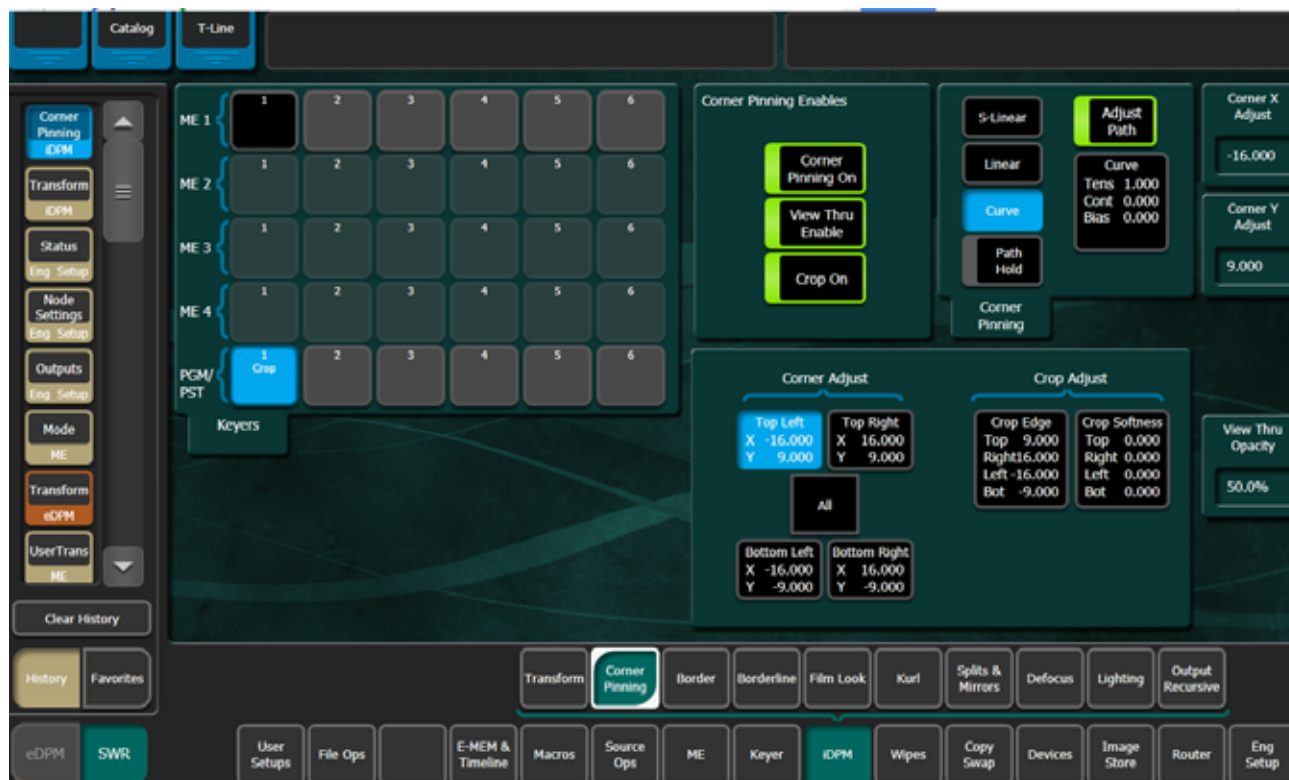 Catalog
T-Line
Corner
Pinning
iDPM
Transform
iDPM
Status
Eng Setup
Node
Settings
Eng Setup
Outputs
Eng Setup
Mode
ME
Transform
eDPM
UserTrans
ME
Clear History
History
Favorites
eDPM
SWR
ME 1
1 2 3 4 5 6
ME 2
1 2 3 4 5 6
ME 3
1 2 3 4 5 6
ME 4
1 2 3 4 5 6
PGM/
PST
1 2 3 4 5 6
Crop
Keyers
Corner Pinning Enables
Corner
Pinning On
View Thru
Enable
Crop On
S-Linear
Linear
Curve
Path
Hold
Adjust
Path
Curve
Tens 1.000
Cont 0.000
Bias 0.000
Corner
Pinning
Corner X
Adjust
-16.000
Corner Y
Adjust
9.000
Corner Adjust
Top Left
X -16.000
Y 9.000
Top Right
X 16.000
Y 9.000
All
Bottom Left
X -16.000
Y -9.000
Bottom Right
X 16.000
Y -9.000
Crop Adjust
Crop Edge
Top 9.000
Right16.000
Left-16.000
Bot -9.000
Crop Softness
Top 0.000
Right 0.000
Left 0.000
Bot 0.000
View Thru
Opacity
50.0%
Transform
Corner
Pinning
Border
Borderline
Film Look
Kurl
Splits &
Mirrors
Defocus
Lighting
Output
Recursive
User
Setups
File Ops
E-MEM &
Timeline
Macros
Source
Ops
ME
Keyer
iDPM
Wipes
Copy
Swap
Devices
Image
Store
Router
Eng
Setup